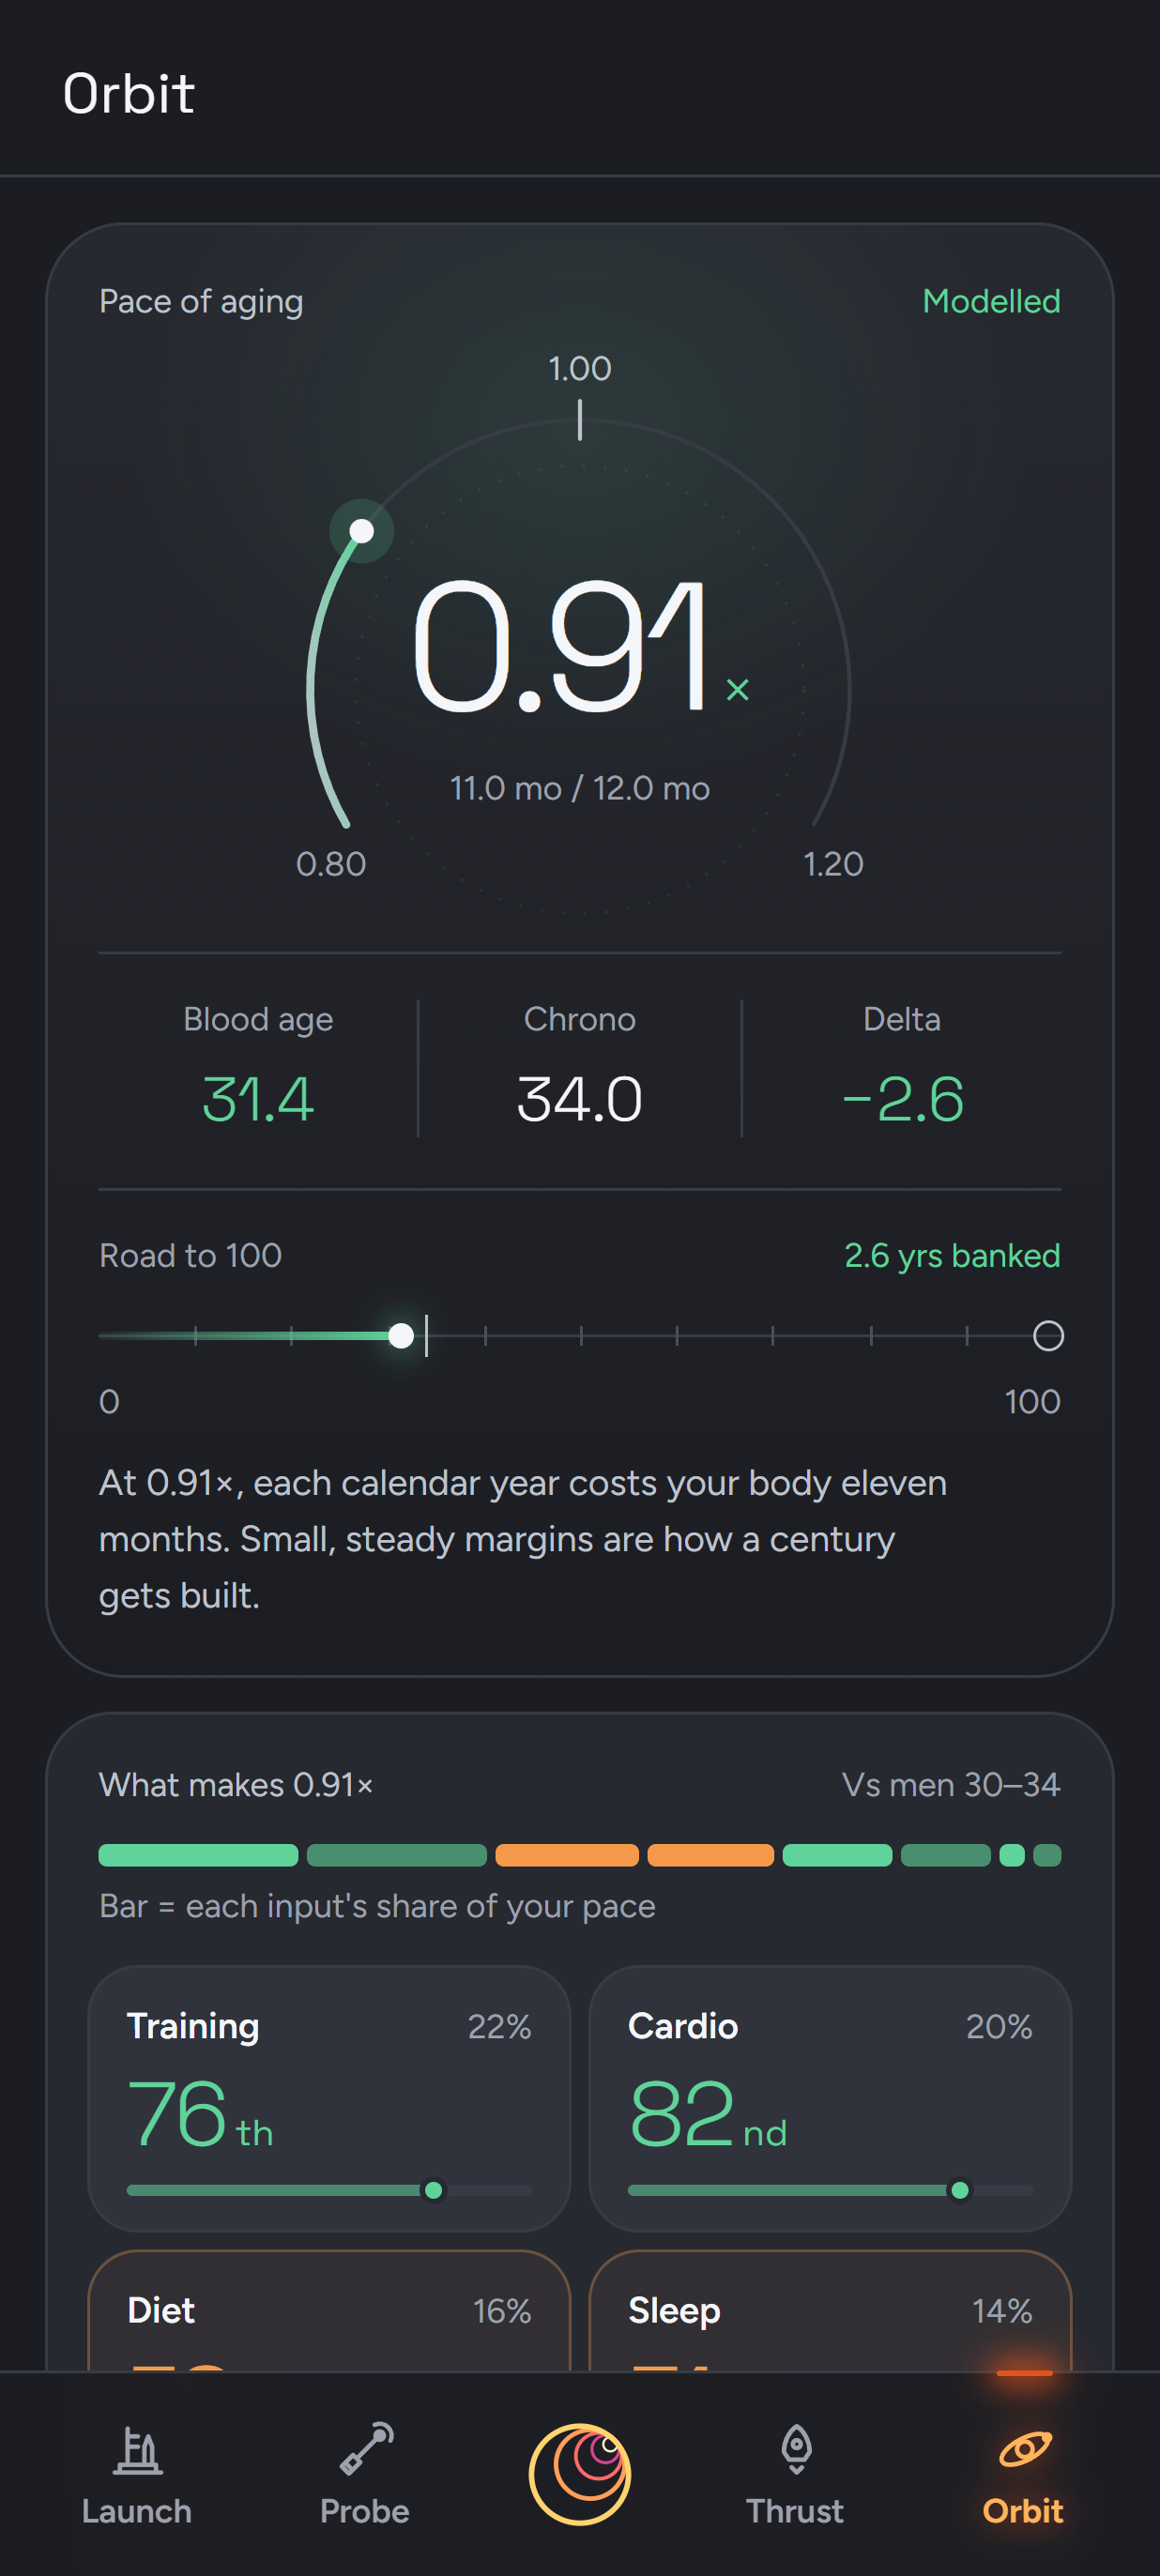 Orbit
Pace of aging
Modelled
1.00
0.91×
11.0 mo / 12.0 mo
0.80
1.20
Blood age
Chrono
Delta
31.4
34.0
−2.6
Road to 100
2.6 yrs banked
0
100
At 0.91×, each calendar year costs your body eleven
months. Small, steady margins are how a century
gets built.
What makes 0.91×
Vs men 30–34
Bar = each input's share of your pace
Training
22%
76 th
Cardio
20%
82 nd
Diet
16%
Sleep
14%
Launch
Probe
Thrust
Orbit